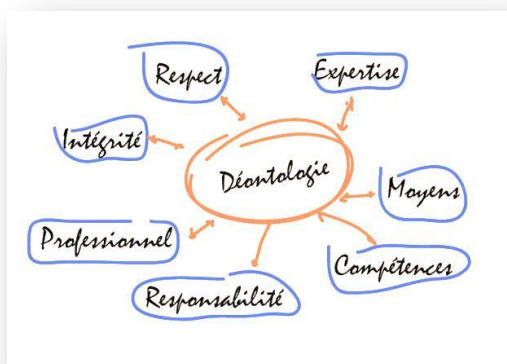 Respect
Expertise
Intégrité
Déontologie
Moyens
Professionnel
Compétences
Responsabilité